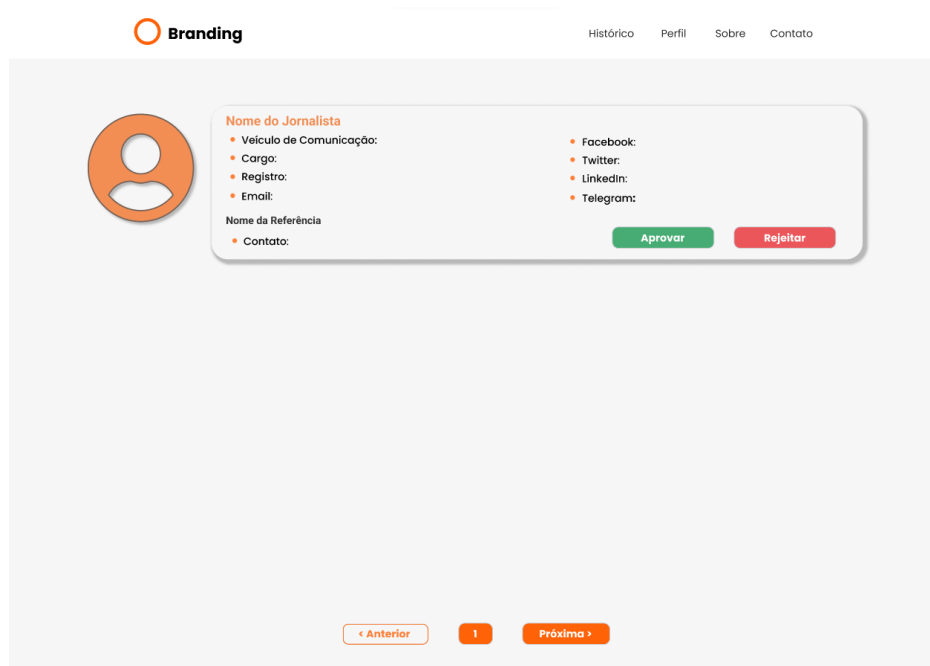 Branding
Histórico Perfil Sobre Contato
Nome do Jornalista
Veículo de Comunicação:
Cargo:
Registro:
Email:
Nome da Referência
Contato:
Facebook:
Twitter:
LinkedIn:
Telegram:
Aprovar Rejeitar
< Anterior 1 Próxima >